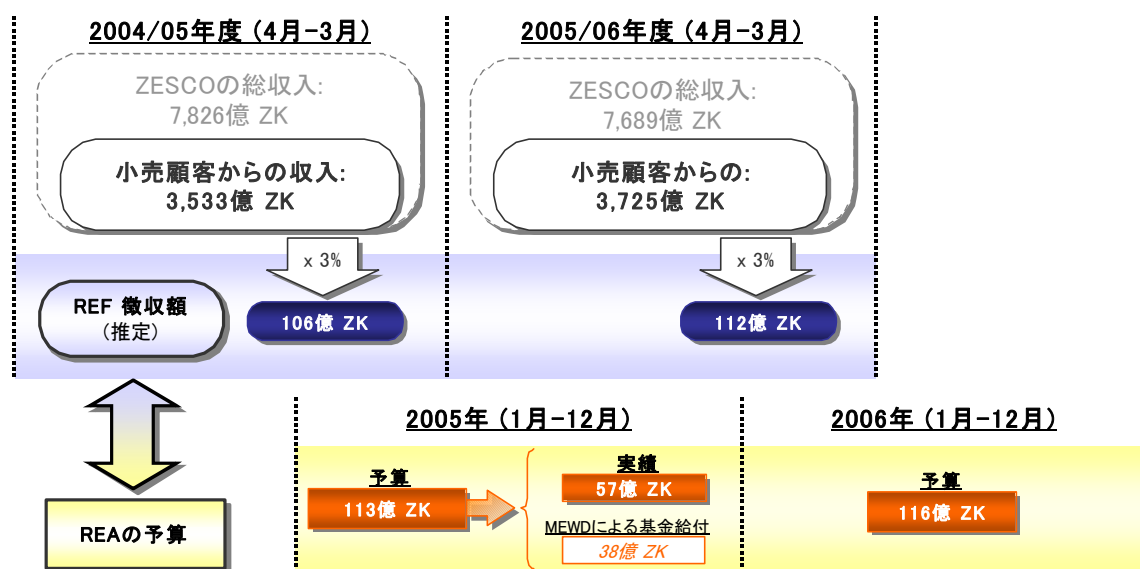 2004/05年度 (4月-3月)
2005/06年度 (4月-3月)
ZESCOの総収入:
7,826億 ZK
小売顧客からの収入:
3,533億 ZK
ZESCOの総収入:
7,689億 ZK
小売顧客からの:
3,725億 ZK
x 3%
x 3%
REF 徴収額
(推定)
106億 ZK
112億 ZK
2005年 (1月-12月)
2006年 (1月-12月)
REAの予算
予算
113億 ZK
実績
57億 ZK
MEWDによる基金給付
38億 ZK
予算
116億 ZK